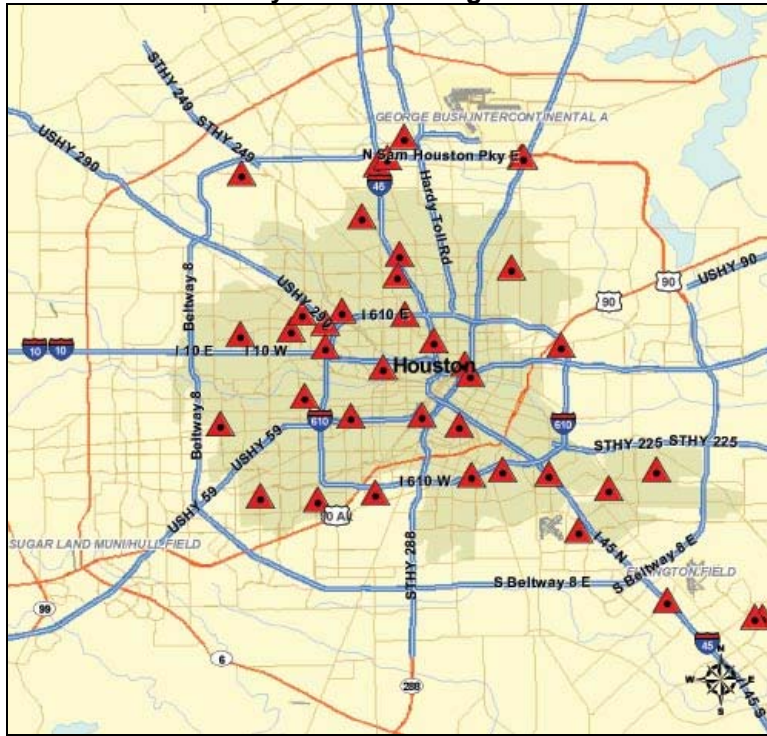 STHY 249
STHY 249
USHY 290
GEORGE BUSH INTERCONTINENTAL A
N Sam Houston Pky E
45
Hardy Toll Rd
Beltway 8
USHY 290
I 610 E
90
90
USHY 90
10
10
I 10 E
I 10 W
Houston
610
610
Beltway 8
USHY 59
STHY 225
STHY 225
I 610 W
USHY 59
SUGAR LAND MUNI/HULL FIELD
STHY 288
I 45 N
S Beltway 8 E
S Beltway 8 E
99
6
288
45
I 45 S
N
W
E
S